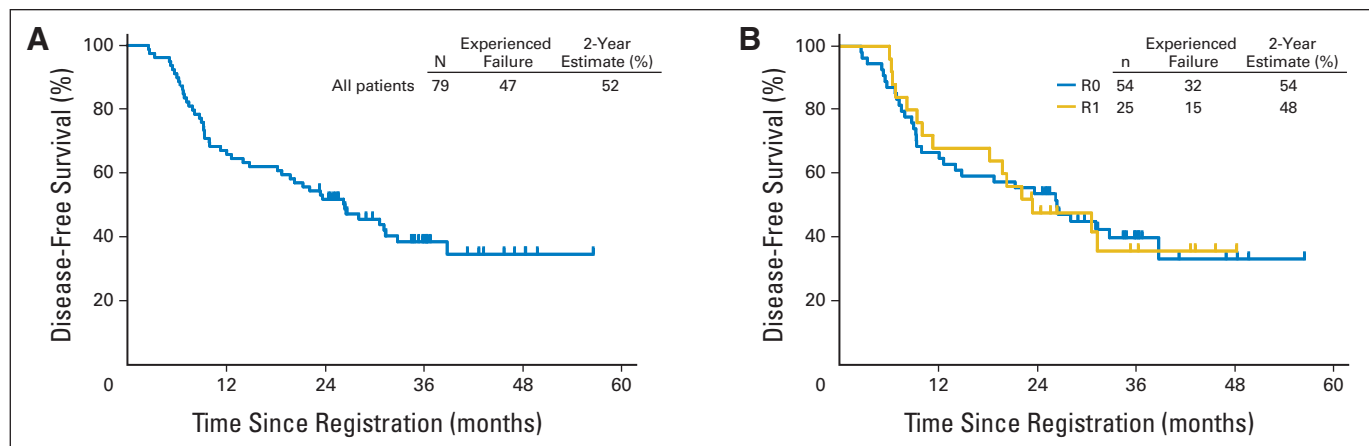 A
Disease-Free Survival (%)
100
80
60
40
20
0
12
24
36
48
60
Time Since Registration (months)
N
Experienced
Failure
2-Year
Estimate (%)
All patients 79 47 52
B
Disease-Free Survival (%)
100
80
60
40
20
0
12
24
36
48
60
Time Since Registration (months)
n
Experienced
Failure
2-Year
Estimate (%)
R0 54 32 54
R1 25 15 48